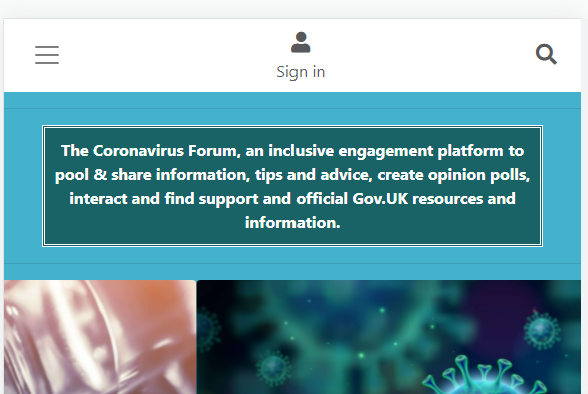 Sign in
The Coronavirus Forum, an inclusive engagement platform to
pool & share information, tips and advice, create opinion polls,
interact and find support and official Gov.UK resources and
information.